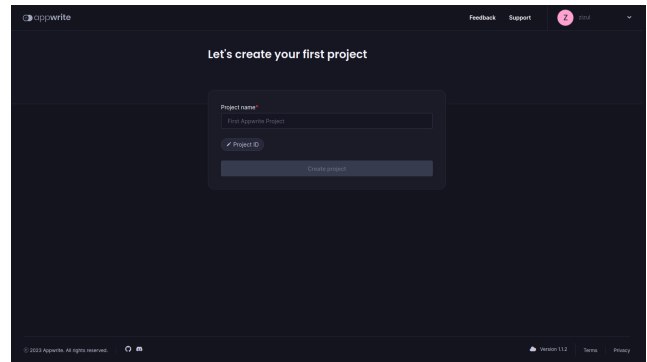 appwrite
Feedback Support Z zizul
Let's create your first project
Project name*
First Appwrite Project
Project ID
Create project
© 2023 Appwrite. All rights reserved. Version 1.1.2 Terms Privacy